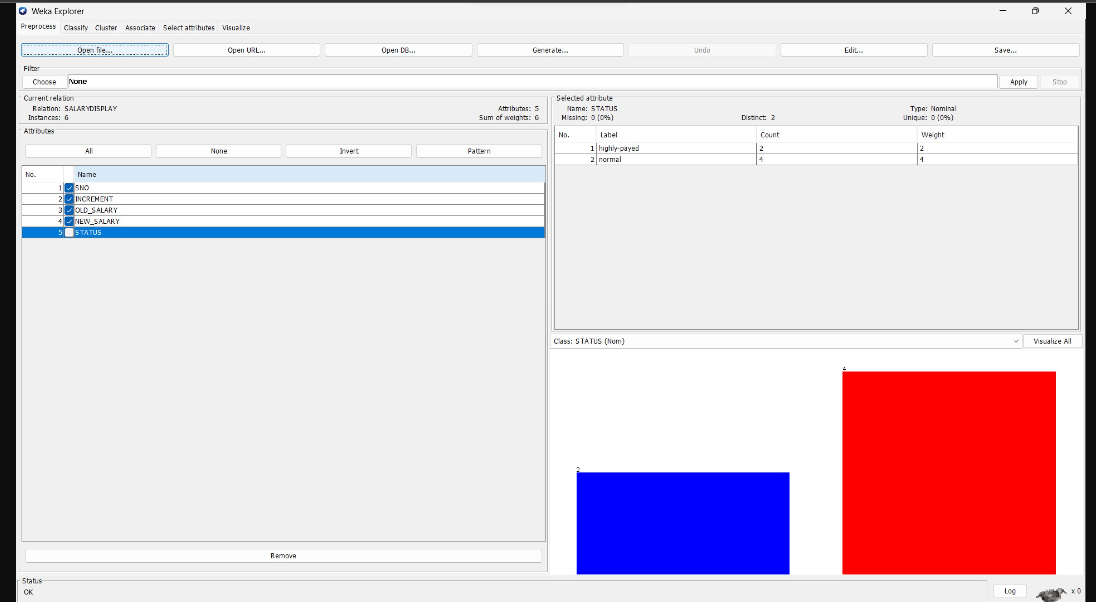 Weka Explorer
Preprocess Classify Cluster Associate Select attributes Visualize
Open file... Open URL... Open DB... Generate... Undo Edit... Save...
Filter
Choose None Apply Stop
Current relation
Relation: SALARYDISPLAY Attributes: 5
Instances: 6 Sum of weights: 6
Attributes
All None Invert Pattern
No. Name
1 SNO
2 INCREMENT
3 OLD_SALARY
4 NEW_SALARY
5 STATUS
Remove
Selected attribute
Name: STATUS Type: Nominal
Missing: 0 (0%) Distinct: 2 Unique: 0 (0%)
No. Label Count Weight
1 highly-payed 2 2
2 normal 4 4
Class: STATUS (Nom) Visualize All
4
2
Status
OK Log x 0